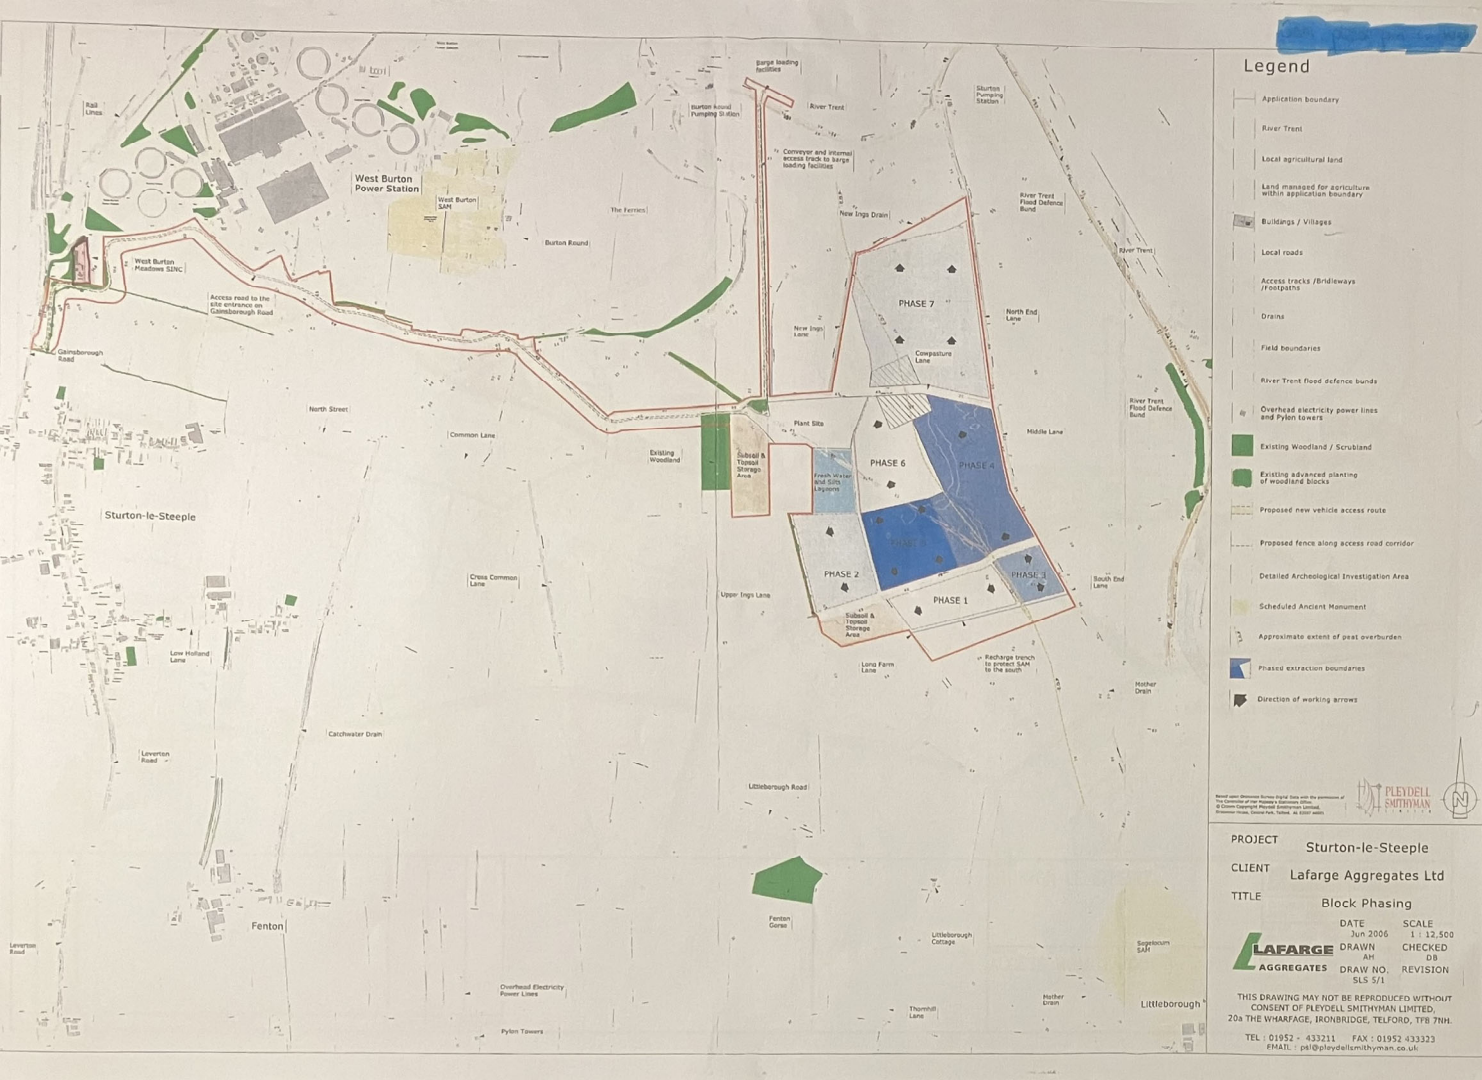 Legend
Application boundary
River Trent
Local agricultural land
Land managed for agriculture
within application boundary
Buildings / Villages
Local roads
Access tracks /Bridleways
/Footpaths
Drains
Field boundaries
River Trent flood defence bunds
Overhead electricity power lines
and Pylon towers
Existing Woodland / Scrubland
Existing advanced planting
of woodland blocks
Proposed new vehicle access route
Proposed fence along access road corridor
Detailed Archeological Investigation Area
Scheduled Ancient Monument
Approximate extent of peat overburden
Phased extraction boundaries
Direction of working arrows
Barge loading
facilities
River Trent
Burton Round
Pumping Station
Sturton
Pumping
Station
Rail
Lines
Conveyor and internal
access track to barge
loading facilities
West Burton
Power Station
West Burton
SAM
The Ferries
New Ings Drain
River Trent
Flood Defence
Bund
Burton Round
River Trent
West Burton
Meadows SINC
Access road to the
site entrance on
Gainsborough Road
PHASE 7
North End
Lane
New Ings
Lane
Gainsborough
Road
Cowpasture
Lane
North Street
Common Lane
Plant Site
Middle Lane
River Trent
Flood Defence
Bund
Existing
Woodland
Subsoil &
Topsoil
Storage
Area
Fresh Water
and Silt
Lagoons
PHASE 6
PHASE 4
Sturton-le-Steeple
Cross Common
Lane
PHASE 2
PHASE 3
South End
Lane
Upper Ings Lane
PHASE 1
Subsoil &
Topsoil
Storage
Area
Low Holland
Lane
Long Farm
Lane
Recharge trench
to protect SAM
to the south
Mother
Drain
Catchwater Drain
Leverton
Road
Littleborough Road
Fenton
Fenton
Gorse
Littleborough
Cottage
Segelocum
SAM
Leverton
Road
Overhead Electricity
Power Lines
Thornhill
Lane
Mother
Drain
Littleborough
Pylon Towers
PLEYDELL
SMITHYMAN
LIMITED
N
PROJECT
Sturton-le-Steeple
CLIENT
Lafarge Aggregates Ltd
TITLE
Block Phasing
DATE SCALE
Jun 2006 1 : 12,500
DRAWN CHECKED
AM DB
DRAW NO. REVISION
SLS 5/1
LAFARGE
AGGREGATES
THIS DRAWING MAY NOT BE REPRODUCED WITHOUT
CONSENT OF PLEYDELL SMITHYMAN LIMITED,
20a THE WHARFAGE, IRONBRIDGE, TELFORD, TF8 7NH.
TEL : 01952 - 433211 FAX : 01952 433323
EMAIL : psl@pleydellsmithyman.co.uk